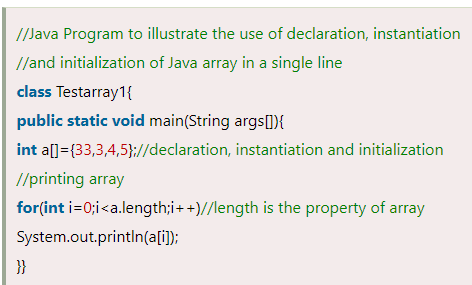 //Java Program to illustrate the use of declaration, instantiation
//and initialization of Java array in a single line
class Testarray1{
public static void main(String args[]){
int a[]={33,3,4,5};//declaration, instantiation and initialization
//printing array
for(int i=0;i<a.length;i++)//length is the property of array
System.out.println(a[i]);
}}